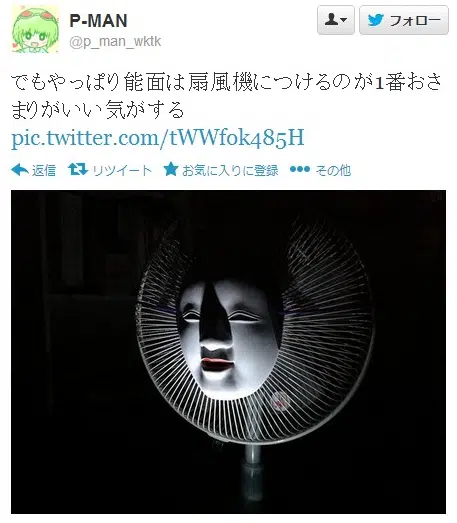 P-MAN
@p_man_wktk
フォロー
でもやっぱり能面は扇風機につけるのが1番おさ
まりがいい気がする
pic.twitter.com/tWWfok485H
返信 リツイート お気に入りに登録 その他